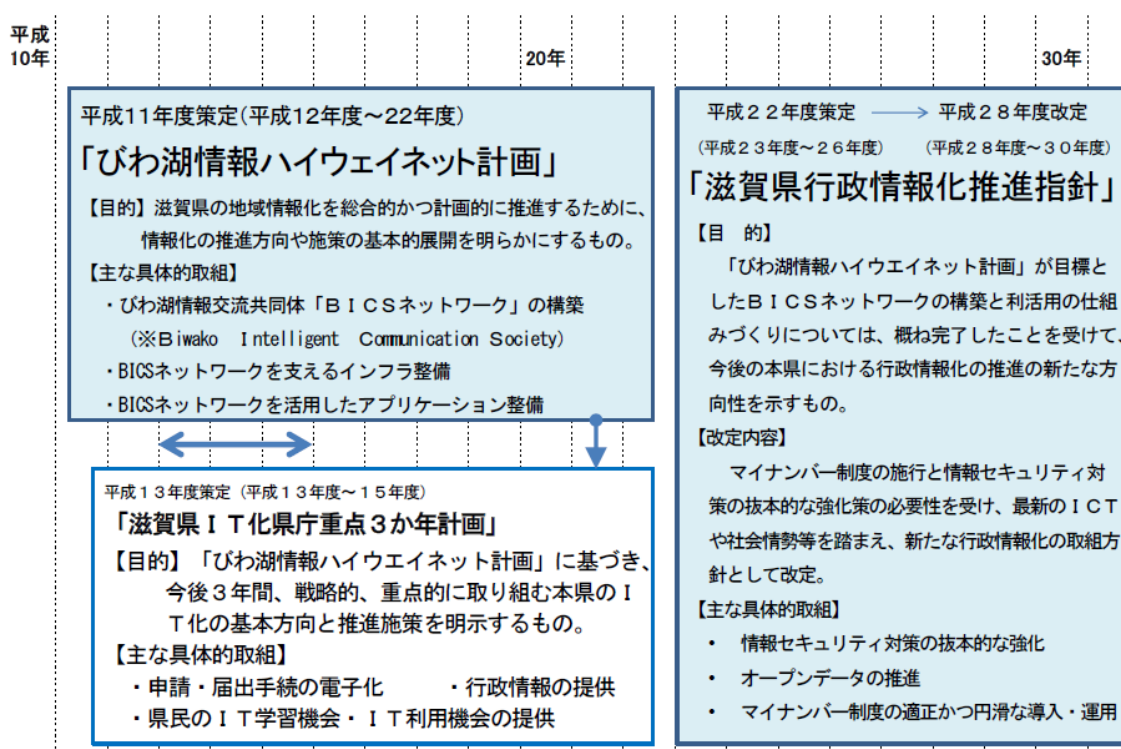 平成
10年
20年
30年
平成11年度策定(平成12年度～22年度)
「びわ湖情報ハイウェイネット計画」
【目的】滋賀県の地域情報化を総合的かつ計画的に推進するために、
情報化の推進方向や施策の基本的展開を明らかにするもの。
【主な具体的取組】
・びわ湖情報交流共同体「ＢＩＣＳネットワーク」の構築
(※Ｂiwako Ｉntelligent Ｃommunication Ｓociety)
・BICSネットワークを支えるインフラ整備
・BICSネットワークを活用したアプリケーション整備
平成１３年度策定（平成１３年度～１５年度）
「滋賀県ＩＴ化県庁重点３か年計画」
【目的】「びわ湖情報ハイウエイネット計画」に基づき、
今後３年間、戦略的、重点的に取り組む本県のＩ
Ｔ化の基本方向と推進施策を明示するもの。
【主な具体的取組】
・申請・届出手続の電子化 ・行政情報の提供
・県民のＩＴ学習機会・ＩＴ利用機会の提供
平成２２年度策定 → 平成２８年度改定
（平成２３年度～２６年度） （平成２８年度～３０年度）
「滋賀県行政情報化推進指針」
【目　的】
「びわ湖情報ハイウエイネット計画」が目標と
したＢＩＣＳネットワークの構築と利活用の仕組
みづくりについては、概ね完了したことを受けて、
今後の本県における行政情報化の推進の新たな方
向性を示すもの。
【改定内容】
マイナンバー制度の施行と情報セキュリティ対
策の抜本的な強化策の必要性を受け、最新のＩＣＴ
や社会情勢等を踏まえ、新たな行政情報化の取組方
針として改定。
【主な具体的取組】
• 情報セキュリティ対策の抜本的な強化
• オープンデータの推進
• マイナンバー制度の適正かつ円滑な導入・運用